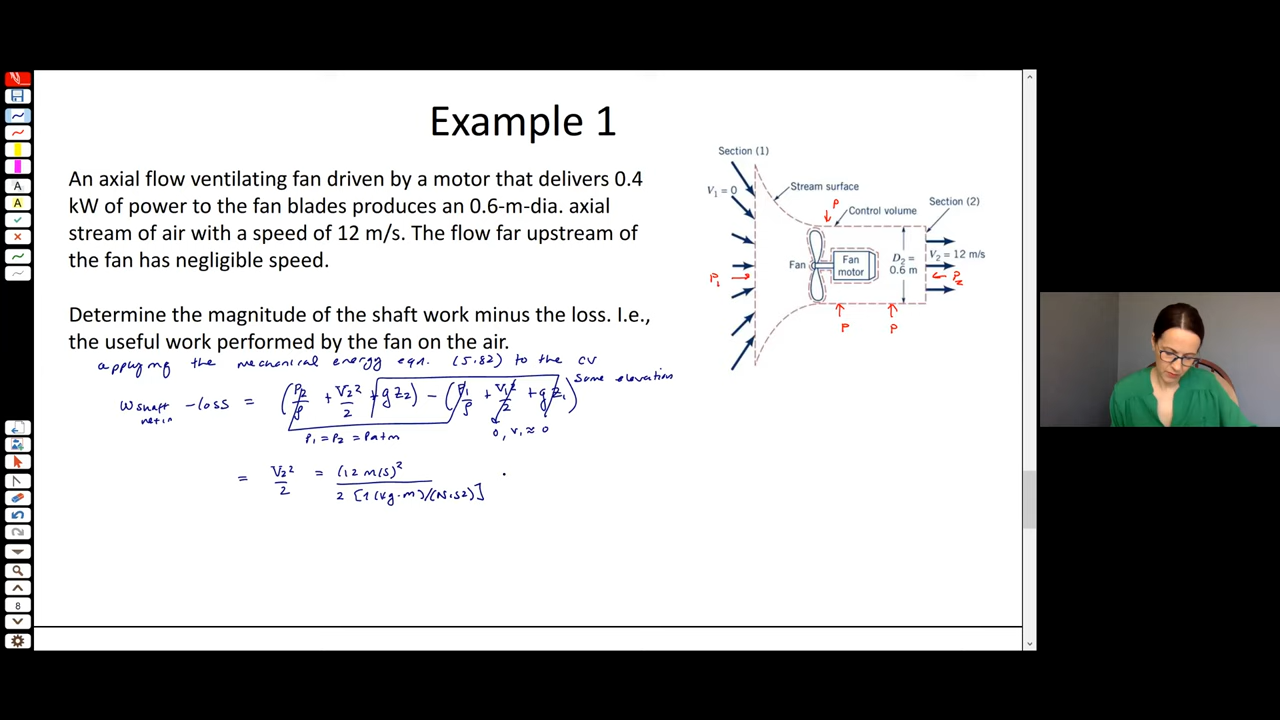 Example 1
An axial flow ventilating fan driven by a motor that delivers 0.4
kW of power to the fan blades produces an 0.6-m-dia. axial
stream of air with a speed of 12 m/s. The flow far upstream of
the fan has negligible speed.
Determine the magnitude of the shaft work minus the loss. I.e.,
the useful work performed by the fan on the air.
applying the mechanical energy eqn. (5.82) to the CV
same elevation
Wshaft net in - loss = (P2/ρ + V2²/2 + gz2) - (P1/ρ + V1²/2 + gz1)
P1 = P2 = Patm
0, V1 ≈ 0
= V2²/2 = (12 m/s)² / 2 [1 (kg·m)/(N·s2)]
Section (1)
V1 = 0
Stream surface
P
Control volume
Section (2)
Fan
Fan
motor
D2 =
0.6 m
V2 = 12 m/s
P1
P2
P
P
A
A
8